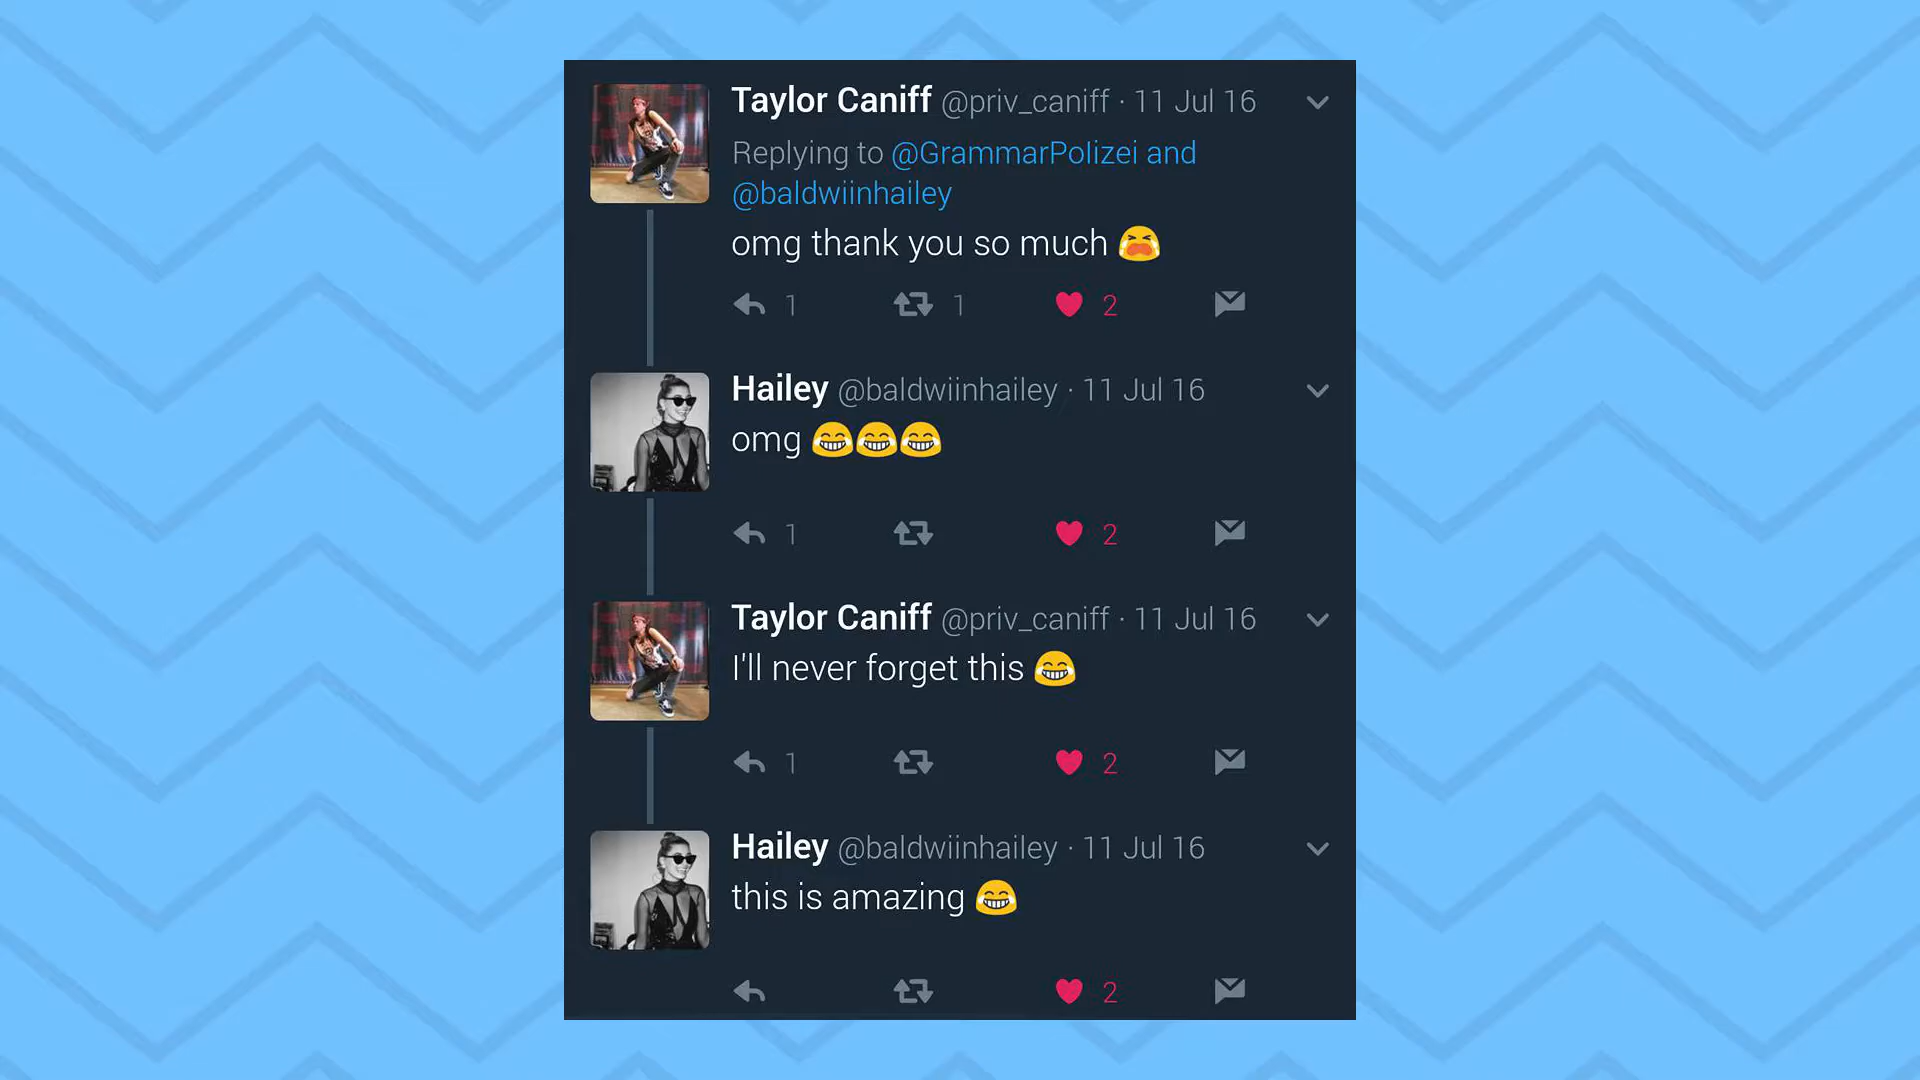 Taylor Caniff @priv_caniff · 11 Jul 16
Replying to @GrammarPolizei and
@baldwiinhailey
omg thank you so much 😭
1 1 2
Hailey @baldwiinhailey · 11 Jul 16
omg 😂😂😂
1 2
Taylor Caniff @priv_caniff · 11 Jul 16
I'll never forget this 😂
1 2
Hailey @baldwiinhailey · 11 Jul 16
this is amazing 😂
2